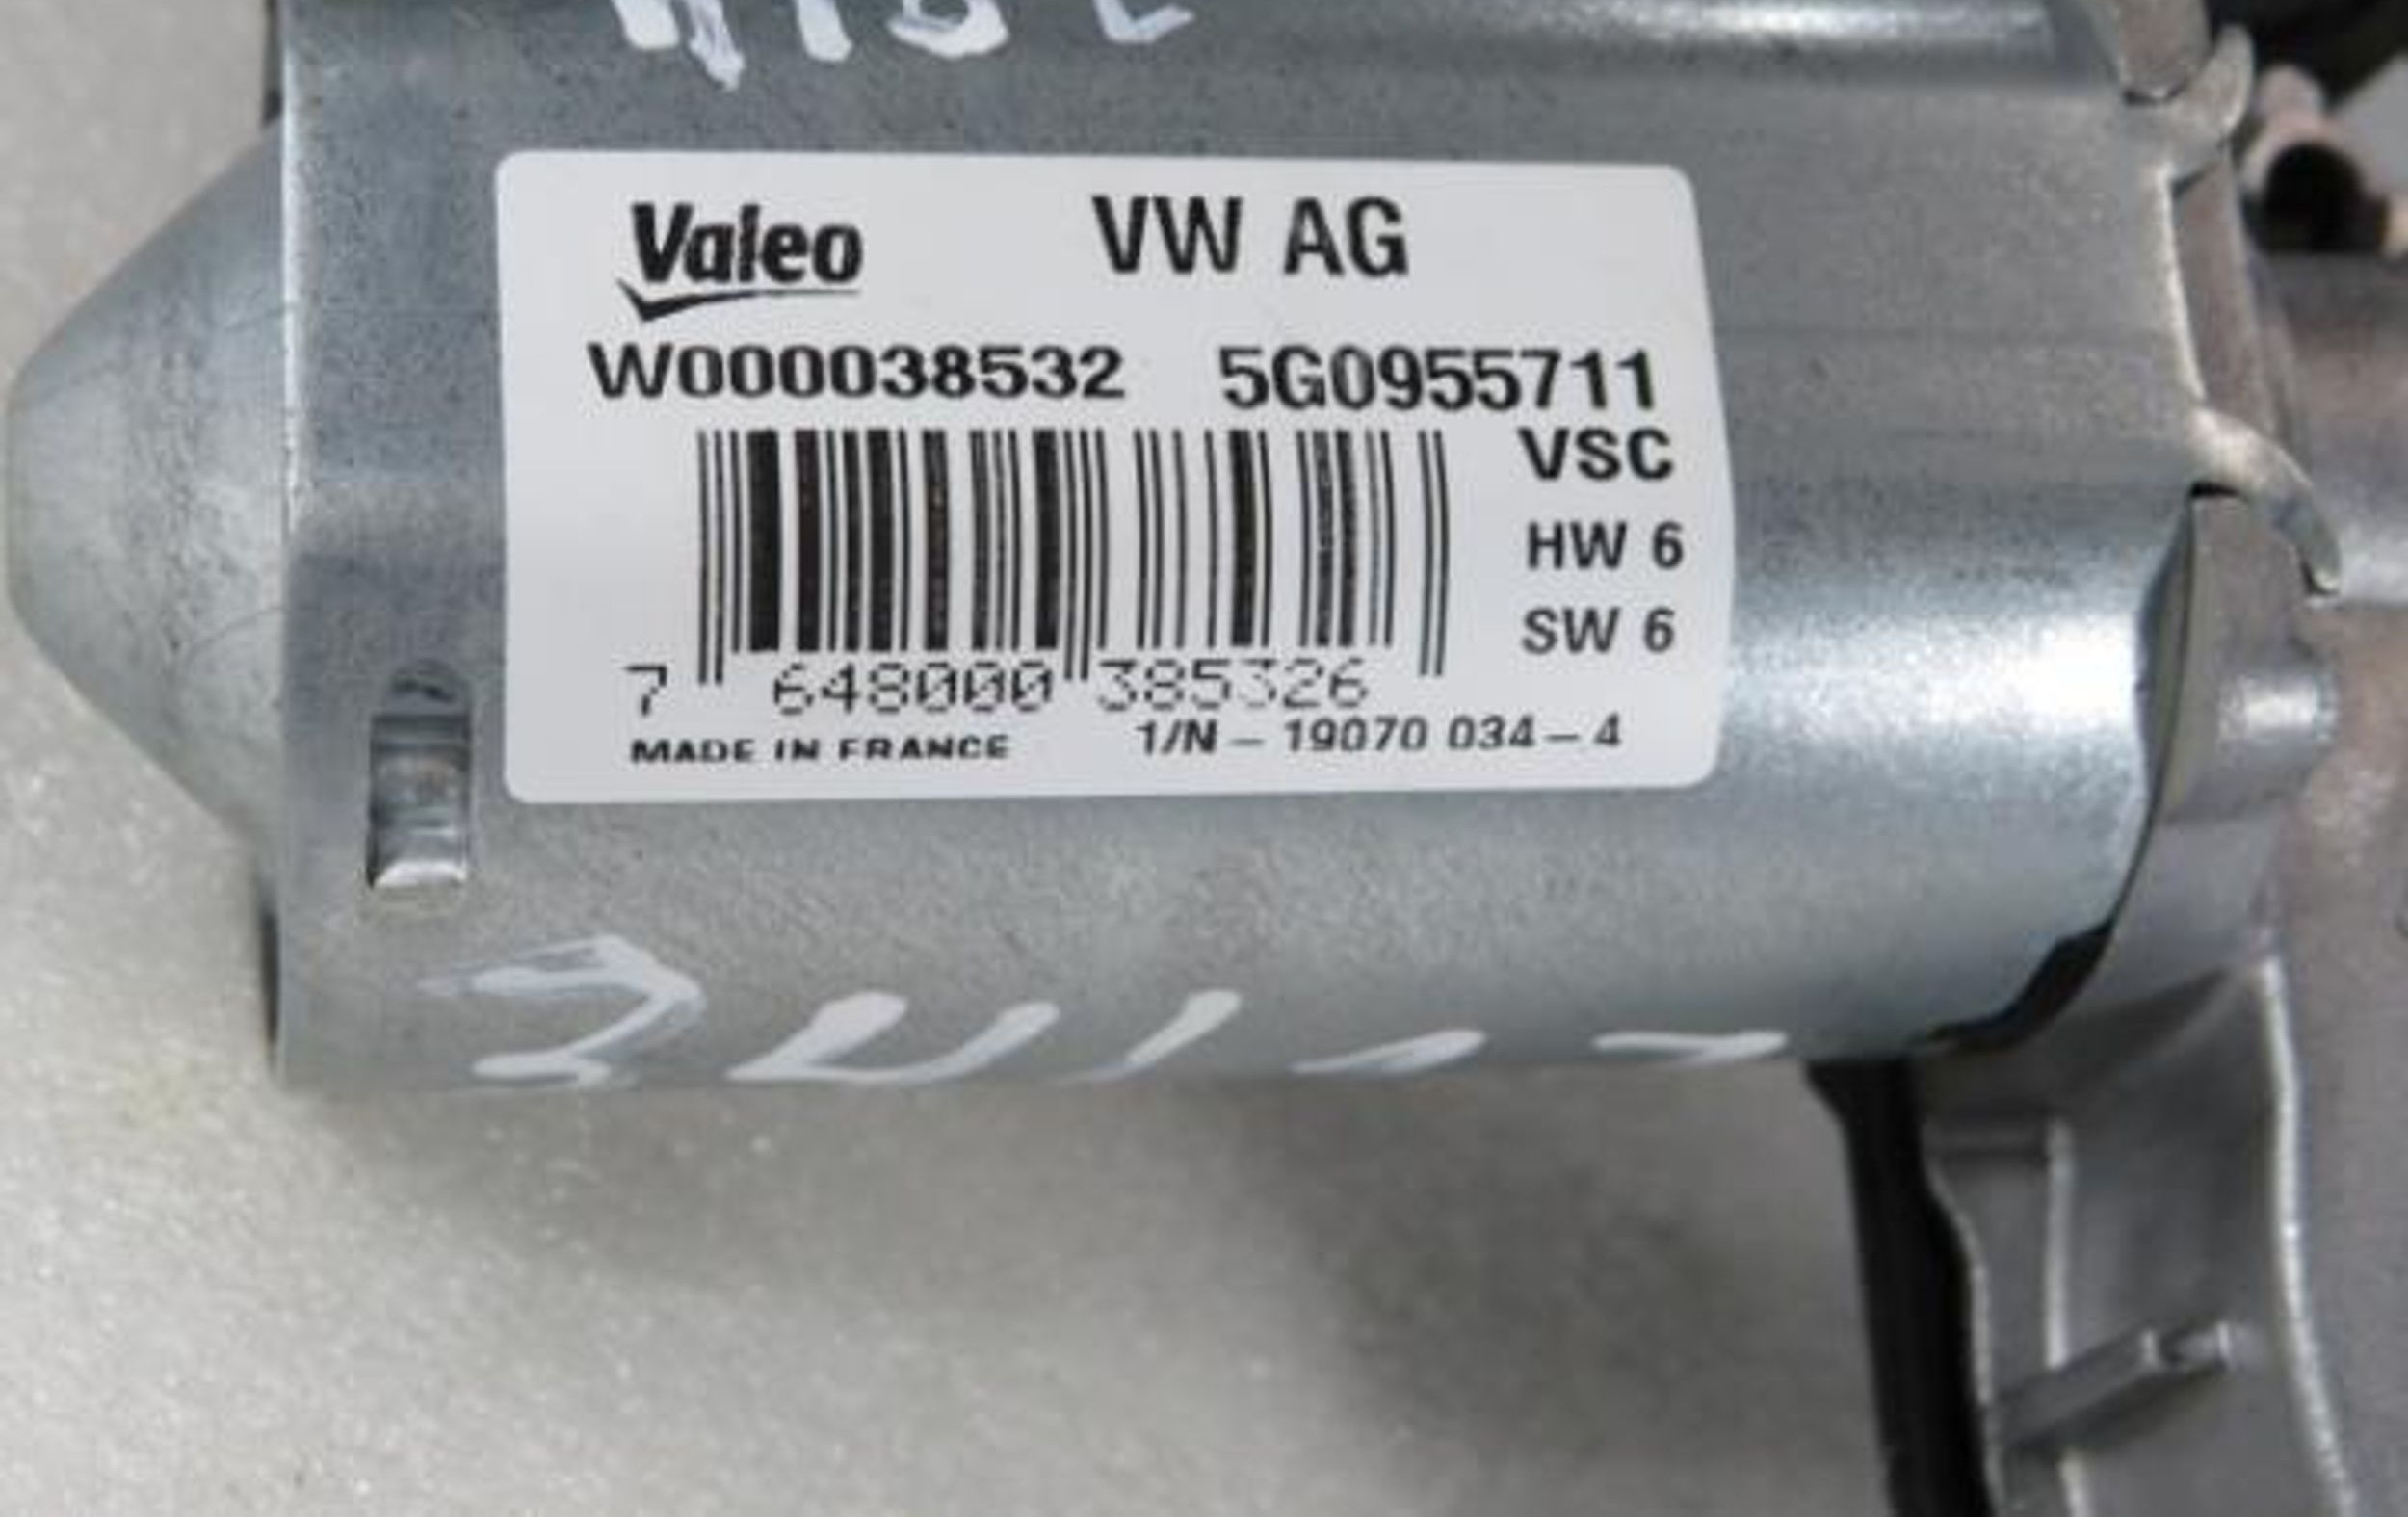 Valeo VW AG
W000038532 5G0955711
VSC
HW 6
SW 6
7 648000 385326
MADE IN FRANCE 1/N – 19070 034 – 4